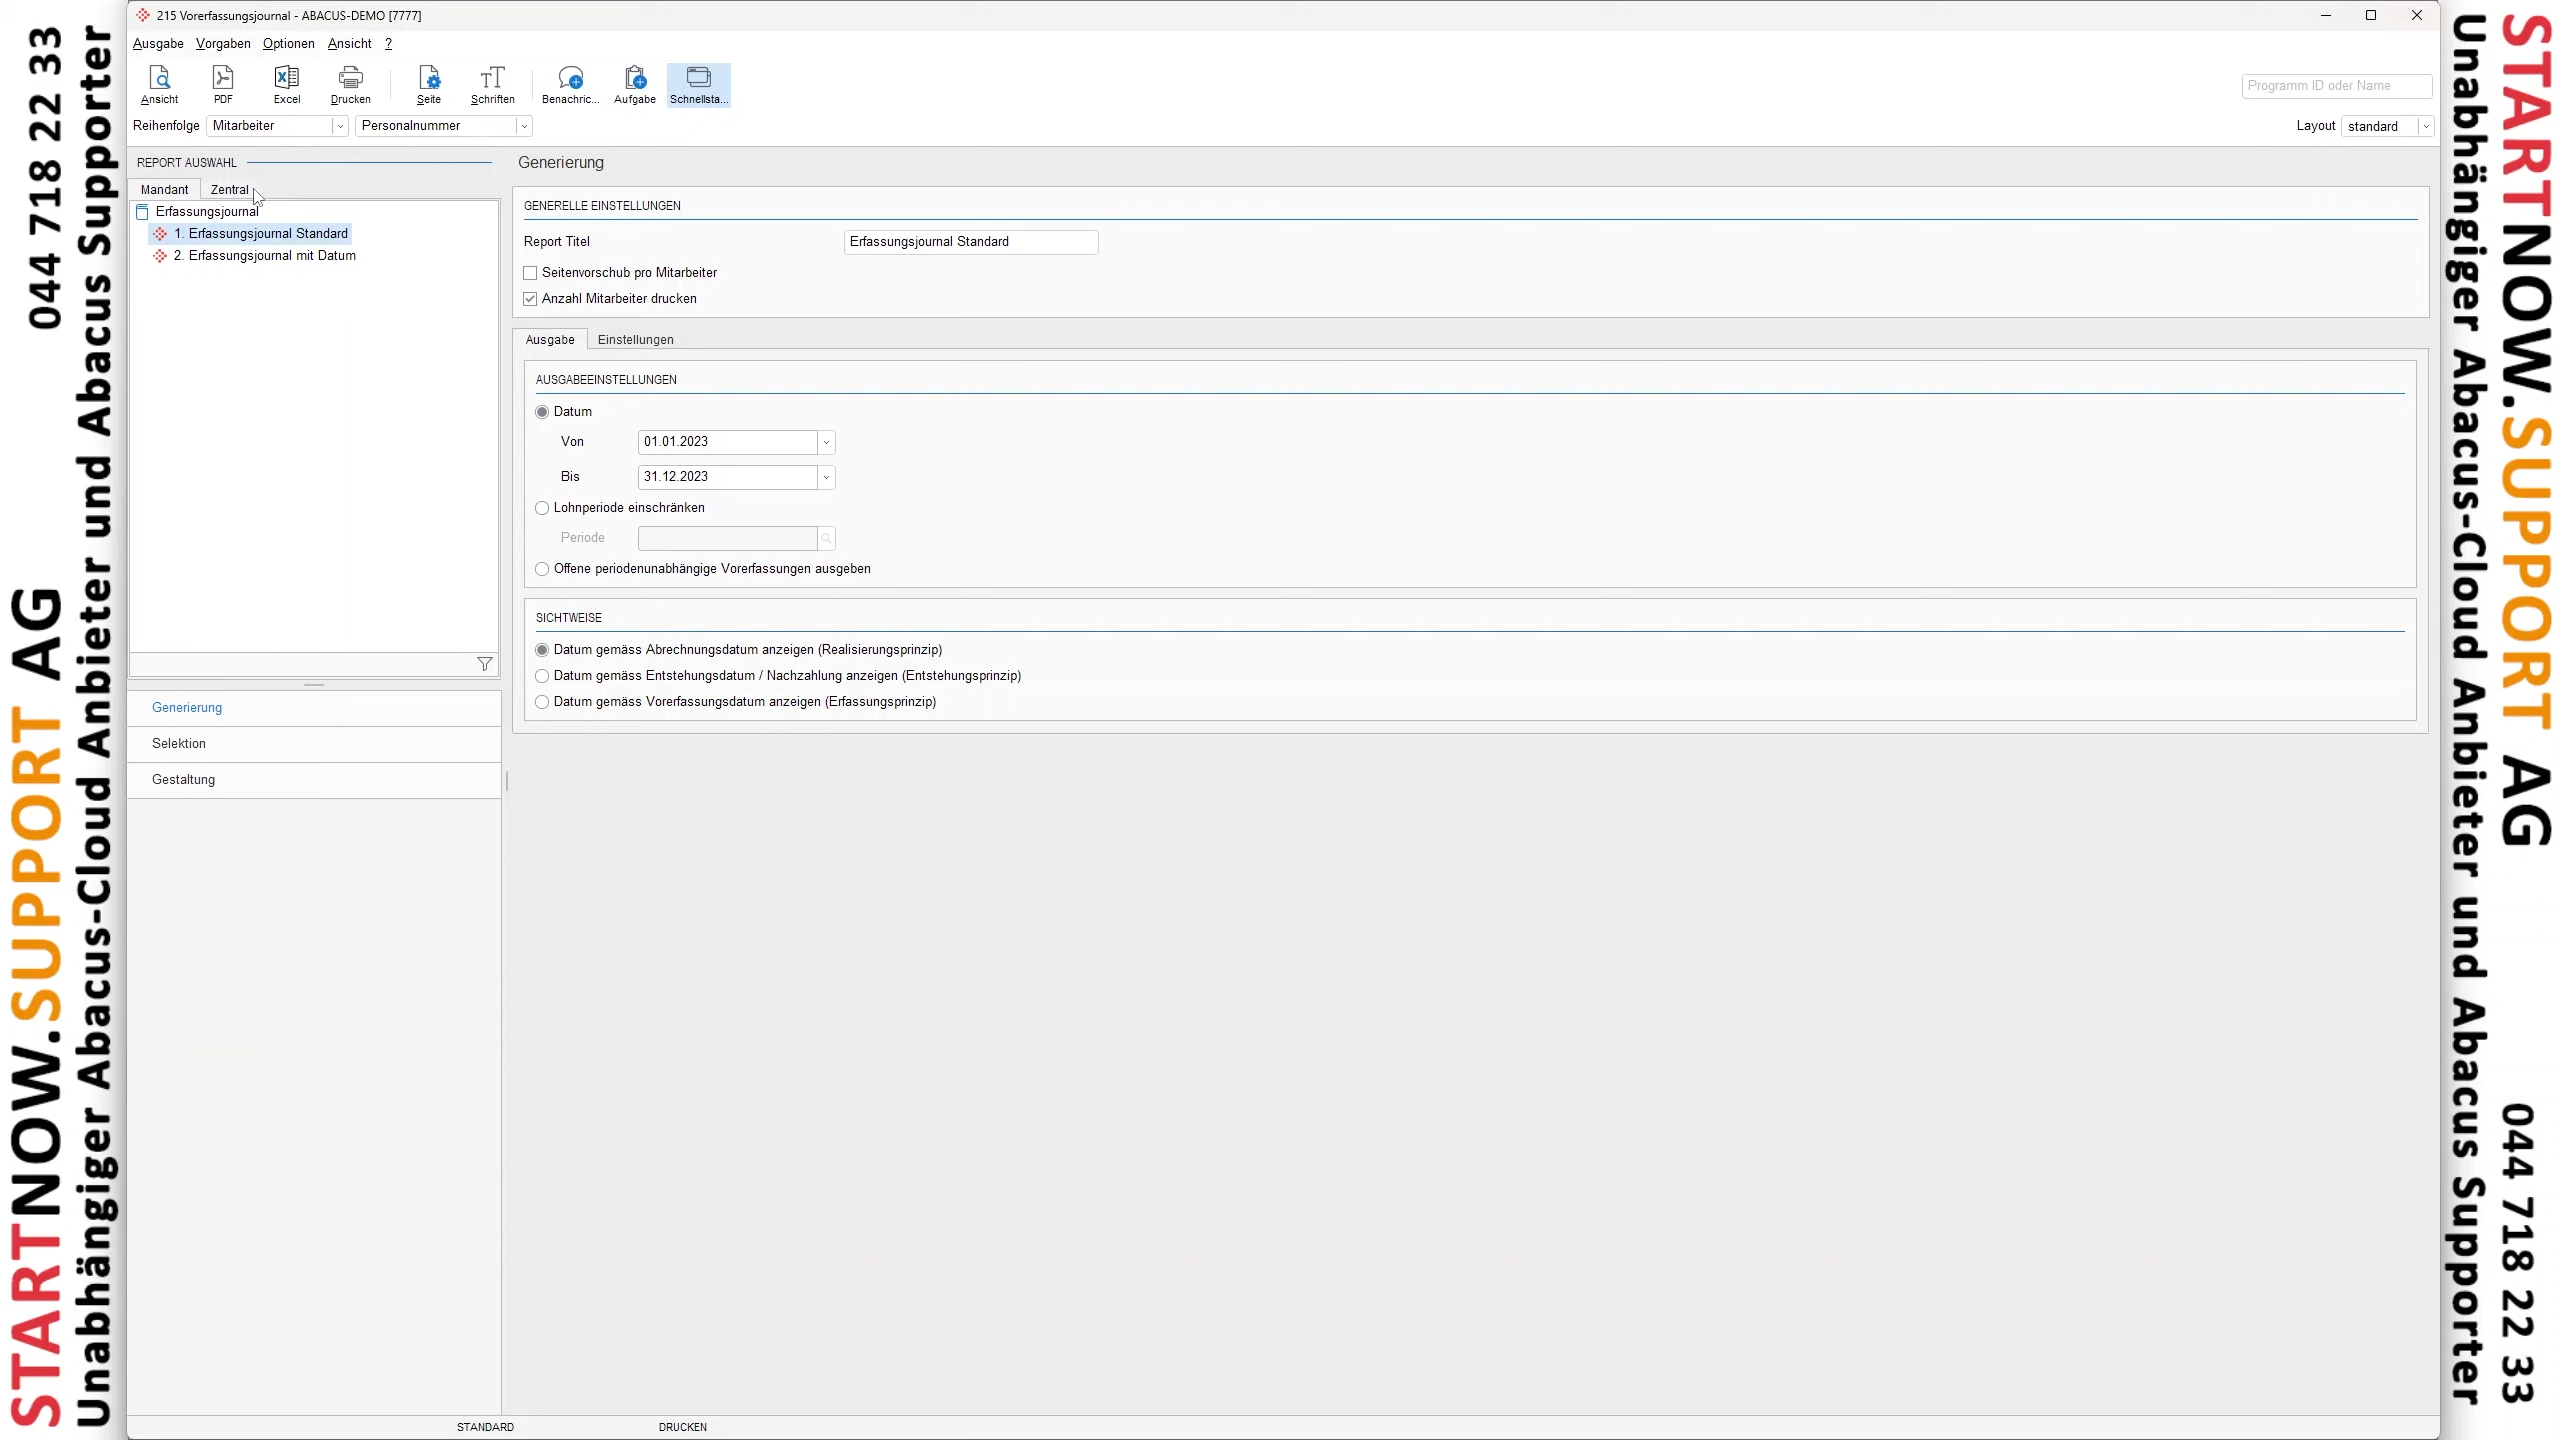 215 Vorerfassungsjournal - ABACUS-DEMO [7777]
Ausgabe Vorgaben Optionen Ansicht ?
Ansicht PDF Excel Drucken Seite Schriften Benachric... Aufgabe Schnellsta...
Programm ID oder Name
Reihenfolge Mitarbeiter Personalnummer
Layout standard
REPORT AUSWAHL
Mandant Zentral
Erfassungsjournal
1. Erfassungsjournal Standard
2. Erfassungsjournal mit Datum
Generierung
Selektion
Gestaltung
Generierung
GENERELLE EINSTELLUNGEN
Report Titel Erfassungsjournal Standard
Seitenvorschub pro Mitarbeiter
Anzahl Mitarbeiter drucken
Ausgabe Einstellungen
AUSGABEEINSTELLUNGEN
Datum
Von 01.01.2023
Bis 31.12.2023
Lohnperiode einschränken
Periode
Offene periodenunabhängige Vorerfassungen ausgeben
SICHTWEISE
Datum gemäss Abrechnungsdatum anzeigen (Realisierungsprinzip)
Datum gemäss Entstehungsdatum / Nachzahlung anzeigen (Entstehungsprinzip)
Datum gemäss Vorerfassungsdatum anzeigen (Erfassungsprinzip)
STANDARD DRUCKEN
STARTNOW.SUPPORT AG 044 718 22 33
Unabhängiger Abacus-Cloud Anbieter und Abacus Supporter
STARTNOW.SUPPORT AG 044 718 22 33
Unabhängiger Abacus-Cloud Anbieter und Abacus Supporter